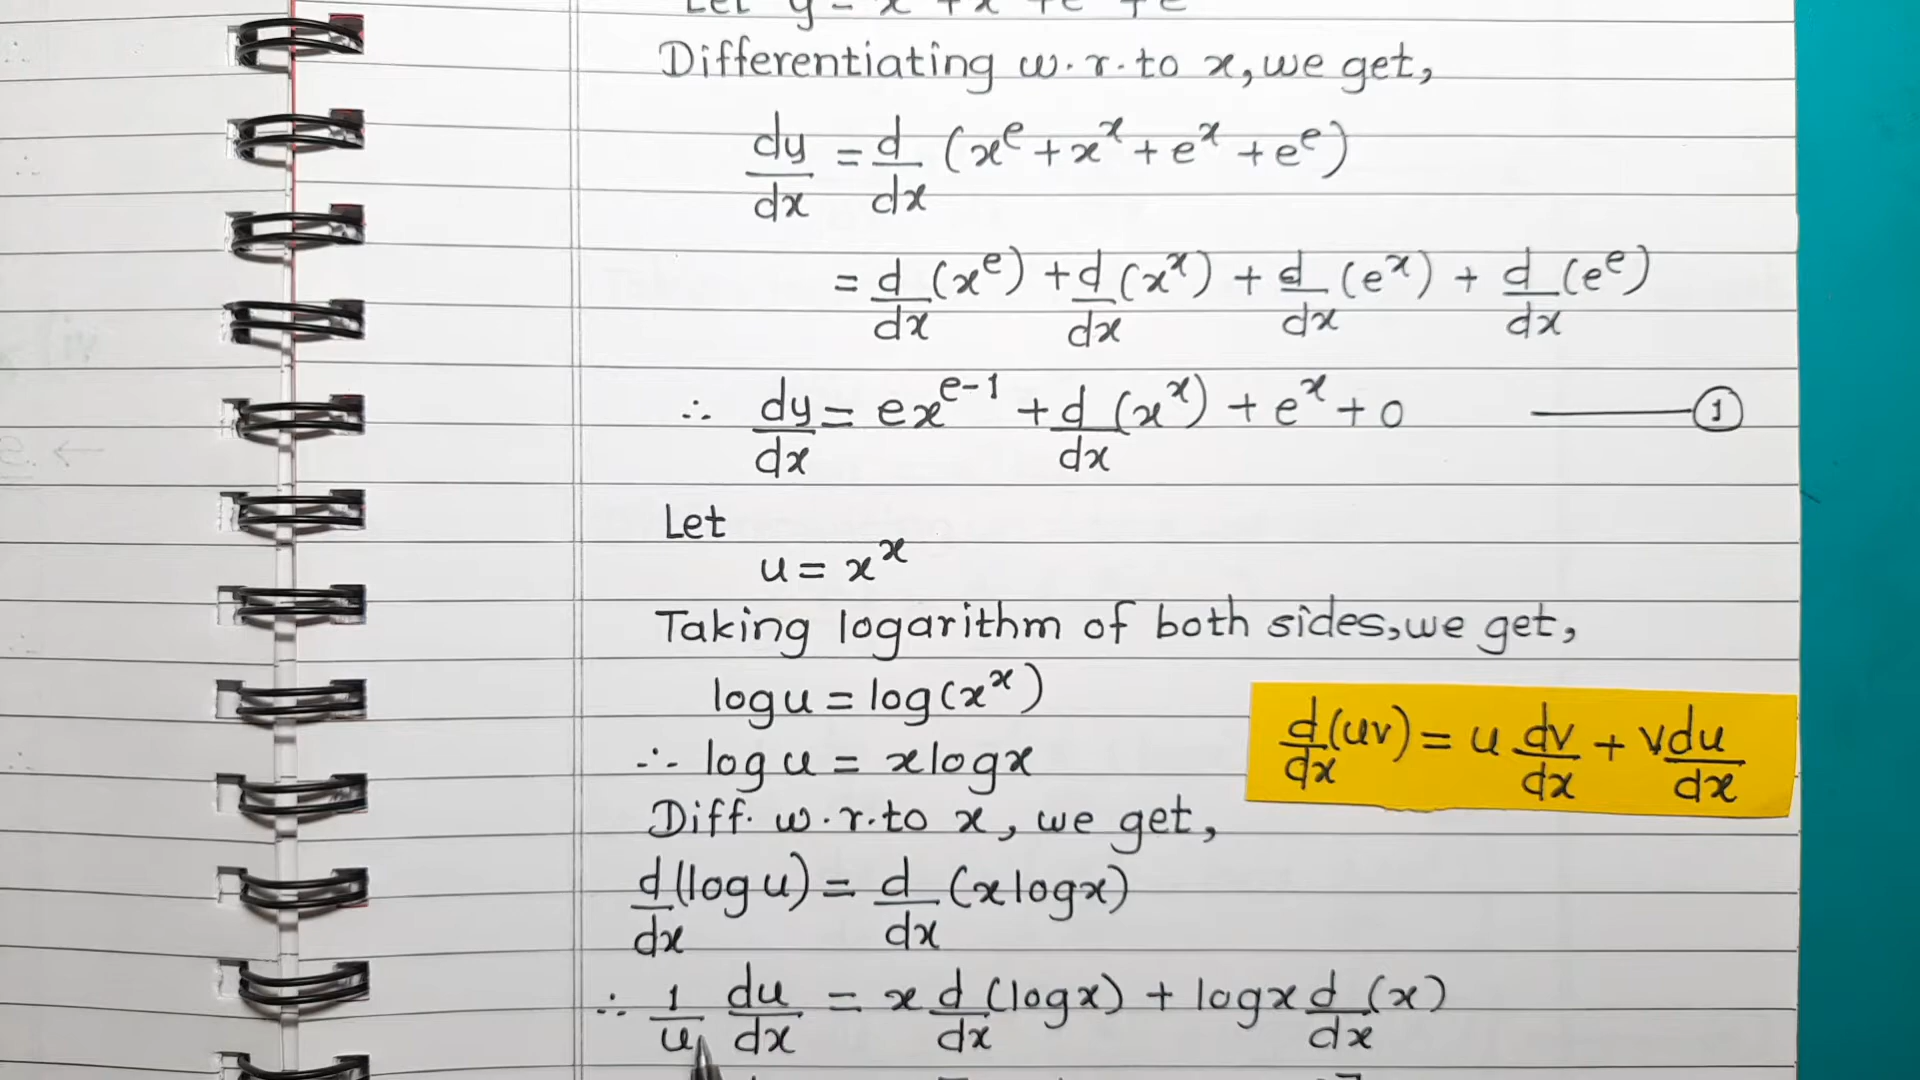 Let y = x + x + e + e
Differentiating w.r.to x, we get,
dy/dx = d/dx (x^e + x^x + e^x + e^e)
= d/dx (x^e) + d/dx (x^x) + d/dx (e^x) + d/dx (e^e)
∴ dy/dx = ex^(e-1) + d/dx (x^x) + e^x + 0 ——— ①
Let
u = x^x
Taking logarithm of both sides, we get,
log u = log(x^x)
∴ log u = x log x
d/dx (uv) = u dv/dx + v du/dx
Diff. w.r.to x, we get,
d/dx (log u) = d/dx (x log x)
∴ 1/u du/dx = x d/dx (log x) + log x d/dx (x)